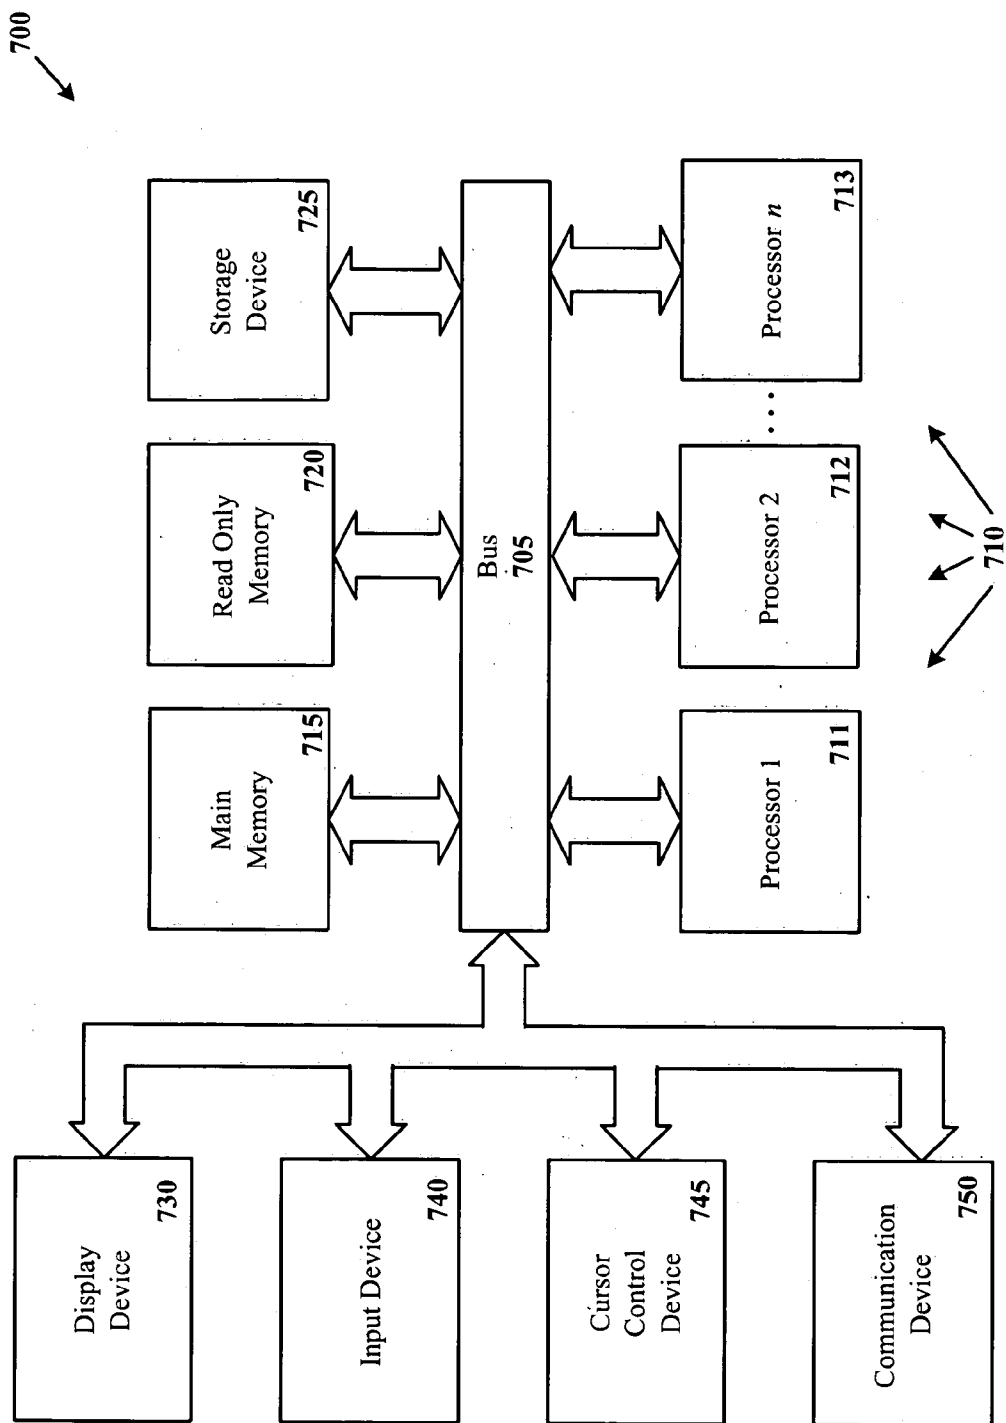 700
Display
Device
730
Input Device
740
Cursor
Control
Device
745
Communication
Device
750
Main
Memory
715
Read Only
Memory
720
Storage
Device
725
Bus
705
Processor 1
711
Processor 2
712
. . .
Processor n
713
710